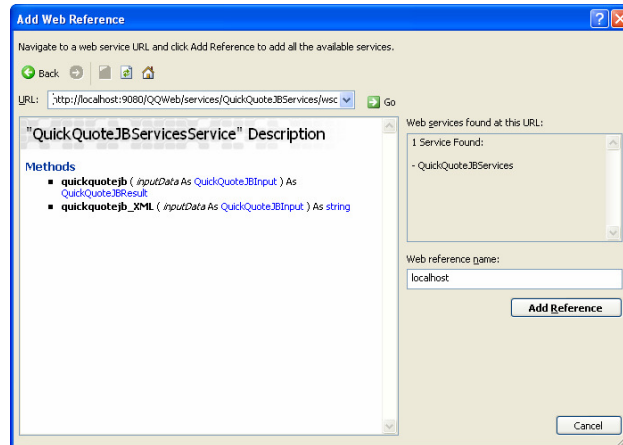 Add Web Reference
Navigate to a web service URL and click Add Reference to add all the available services.
Back
URL: http://localhost:9080/QQWeb/services/QuickQuoteJBServices/wsc
Go
"QuickQuoteJBServicesService" Description
Methods
quickquotejb ( inputData As QuickQuoteJBInput ) As
QuickQuoteJBResult
quickquotejb_XML ( inputData As QuickQuoteJBInput ) As string
Web services found at this URL:
1 Service Found:
- QuickQuoteJBServices
Web reference name:
localhost
Add Reference
Cancel